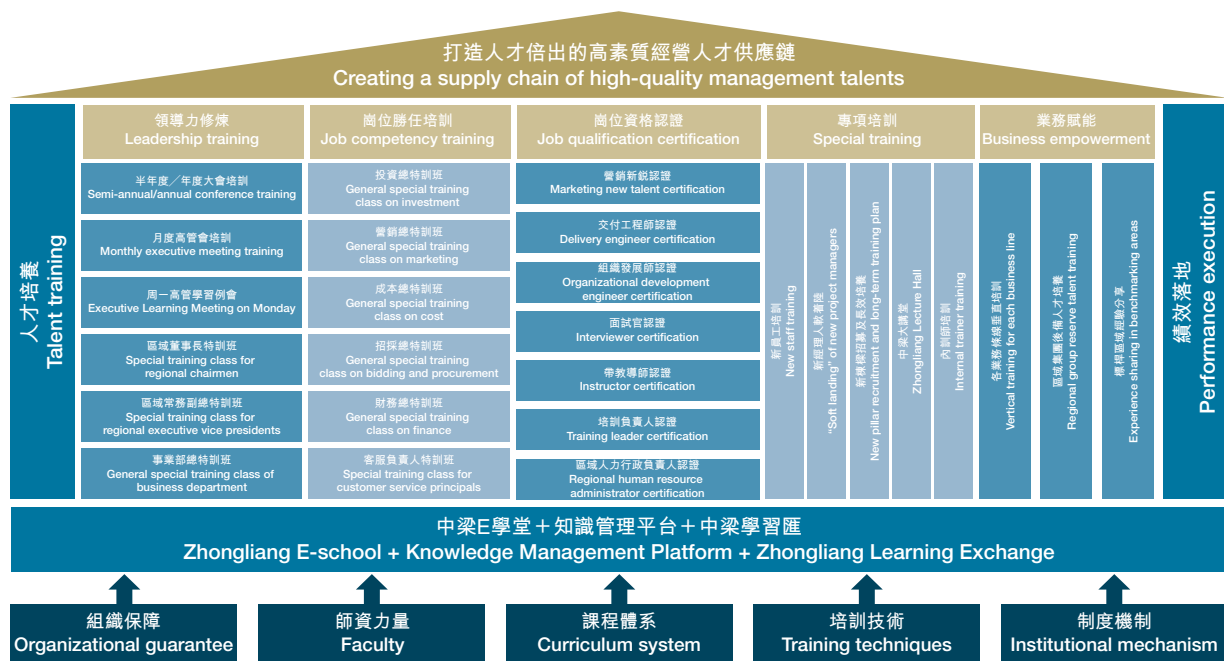 打造人才倍出的高素質經營人才供應鏈
Creating a supply chain of high-quality management talents
人才培養
Talent training
領導力修煉
Leadership training
半年度／年度大會培訓
Semi-annual/annual conference training
月度高管會培訓
Monthly executive meeting training
周一高管學習例會
Executive Learning Meeting on Monday
區域董事長特訓班
Special training class for
regional chairmen
區域常務副總特訓班
Special training class for
regional executive vice presidents
事業部總特訓班
General special training class of
business department
崗位勝任培訓
Job competency training
投資總特訓班
General special training
class on investment
營銷總特訓班
General special training
class on marketing
成本總特訓班
General special training
class on cost
招採總特訓班
General special training
class on bidding and procurement
財務總特訓班
General special training
class on finance
客服負責人特訓班
Special training class for
customer service principals
崗位資格認證
Job qualification certification
營銷新銳認證
Marketing new talent certification
交付工程師認證
Delivery engineer certification
組織發展師認證
Organizational development
engineer certification
面試官認證
Interviewer certification
帶教導師認證
Instructor certification
培訓負責人認證
Training leader certification
區域人力行政負責人認證
Regional human resource
administrator certification
專項培訓
Special training
新員工培訓
New staff training
新經理人軟着陸
“Soft landing” of new project managers
新棟樑招募及長效培養
New pillar recruitment and long-term training plan
中梁大講堂
Zhongliang Lecture Hall
內訓師培訓
Internal trainer training
業務賦能
Business empowerment
各業務條線垂直培訓
Vertical training for each business line
區域集團後備人才培養
Regional group reserve talent training
標桿區域經驗分享
Experience sharing in benchmarking areas
績效落地
Performance execution
中梁E學堂＋知識管理平台＋中梁學習匯
Zhongliang E-school + Knowledge Management Platform + Zhongliang Learning Exchange
組織保障
Organizational guarantee
師資力量
Faculty
課程體系
Curriculum system
培訓技術
Training techniques
制度機制
Institutional mechanism